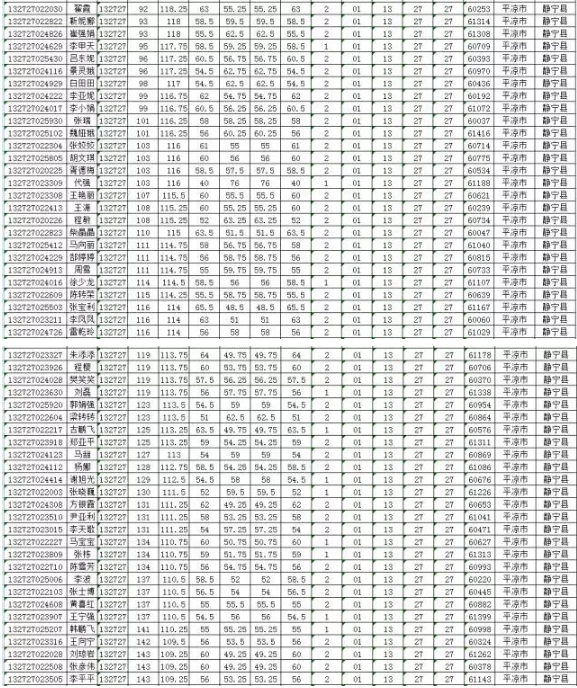 132727022030 翟霞 132727 92 118.25 63 55.25 55.25 63 2 01 13 27 27 60253 平凉市 静宁县
132727022822 靳妮卿 132727 93 118 58.5 59.5 59.5 58.5 2 01 13 27 27 61314 平凉市 静宁县
132727024826 崔强娟 132727 93 118 55.5 62.5 62.5 55.5 2 01 13 27 27 61308 平凉市 静宁县
132727024629 李甲天 132727 95 117.75 58.5 59.25 59.25 58.5 1 01 13 27 27 60709 平凉市 静宁县
132727025430 吕东妮 132727 96 117.25 60.5 56.75 56.75 60.5 2 01 13 27 27 60393 平凉市 静宁县
132727024116 景灵娥 132727 96 117.25 54.5 62.75 62.75 54.5 2 01 13 27 27 60970 平凉市 静宁县
132727024929 白田田 132727 98 117 54.5 62.5 62.5 54.5 2 01 13 27 27 60436 平凉市 静宁县
132727024222 李亚妮 132727 99 116.75 62 54.75 54.75 62 2 01 13 27 27 60192 平凉市 静宁县
132727024017 李小娟 132727 99 116.75 60.5 56.25 56.25 60.5 2 01 13 27 27 61072 平凉市 静宁县
132727025930 张瑞 132727 101 116.25 58 58.25 58.25 58 2 01 13 27 27 60037 平凉市 静宁县
132727025102 魏钮娥 132727 101 116.25 56 60.25 60.25 56 2 01 13 27 27 61416 平凉市 静宁县
132727022304 张姣姣 132727 103 116 61 55 55 61 2 01 13 27 27 60714 平凉市 静宁县
132727025805 胡文琪 132727 103 116 60 56 56 60 2 01 13 27 27 60775 平凉市 静宁县
132727020225 胥德梅 132727 103 116 58.5 57.5 57.5 58.5 2 01 13 27 27 60534 平凉市 静宁县
132727023309 代强 132727 103 116 40 76 76 40 1 01 13 27 27 61188 平凉市 静宁县
132727023308 王艳丽 132727 107 115.5 60 55.5 55.5 60 2 01 13 27 27 60621 平凉市 静宁县
132727022413 王潇 132727 108 115.25 60 55.25 55.25 60 2 01 13 27 27 60239 平凉市 静宁县
132727020226 程敏 132727 108 115.25 52 63.25 63.25 52 2 01 13 27 27 60734 平凉市 静宁县
132727022823 柴晶晶 132727 110 115 63.5 51.5 51.5 63.5 2 01 13 27 27 60047 平凉市 静宁县
132727025412 马向丽 132727 111 114.75 58 56.75 56.75 58 2 01 13 27 27 61040 平凉市 静宁县
132727024229 郜婷婷 132727 111 114.75 56 58.75 58.75 56 2 01 13 27 27 60815 平凉市 静宁县
132727024913 周雪 132727 111 114.75 55 59.75 59.75 55 2 01 13 27 27 60733 平凉市 静宁县
132727024016 徐少龙 132727 114 114.5 58.5 56 56 58.5 1 01 13 27 27 61107 平凉市 静宁县
132727022609 陈转荣 132727 115 114.25 55.5 58.75 58.75 55.5 2 01 13 27 27 60639 平凉市 静宁县
132727025503 张宝利 132727 116 114 65.5 48.5 48.5 65.5 2 01 13 27 27 61167 平凉市 静宁县
132727023211 李凤凤 132727 116 114 63 51 51 63 2 01 13 27 27 60060 平凉市 静宁县
132727024726 雷乾玲 132727 116 114 56 58 58 56 2 01 13 27 27 61029 平凉市 静宁县
132727023327 朱添添 132727 119 113.75 64 49.75 49.75 64 2 01 13 27 27 61178 平凉市 静宁县
132727023926 程檀 132727 119 113.75 60 53.75 53.75 60 2 01 13 27 27 60706 平凉市 静宁县
132727024028 樊笑笑 132727 119 113.75 57.5 56.25 56.25 57.5 2 01 13 27 27 60370 平凉市 静宁县
132727023630 刘磊 132727 119 113.75 56 57.75 57.75 56 1 01 13 27 27 61338 平凉市 静宁县
132727025920 郭娟强 132727 123 113.5 54.5 59 59 54.5 2 01 13 27 27 60954 平凉市 静宁县
132727022604 梁转转 132727 123 113.5 51 62.5 62.5 51 2 01 13 27 27 60864 平凉市 静宁县
132727022217 古鹏飞 132727 125 113.25 63.5 49.75 49.75 63.5 1 01 13 27 27 60576 平凉市 静宁县
132727023918 郑亚平 132727 125 113.25 59 54.25 54.25 59 2 01 13 27 27 61311 平凉市 静宁县
132727024123 马丽 132727 127 113 54 59 59 54 2 01 13 27 27 60869 平凉市 静宁县
132727024112 杨卿 132727 128 112.75 58.5 54.25 54.25 58.5 2 01 13 27 27 61086 平凉市 静宁县
132727024414 谢旭光 132727 129 112.5 54.5 58 58 54.5 1 01 13 27 27 60676 平凉市 静宁县
132727022003 张晓巍 132727 130 111.5 52 59.5 59.5 52 1 01 13 27 27 61226 平凉市 静宁县
132727024308 方银霞 132727 131 111.25 62 49.25 49.25 62 2 01 13 27 27 60653 平凉市 静宁县
132727023510 尹亚利 132727 131 111.25 58 53.25 53.25 58 2 01 13 27 27 61041 平凉市 静宁县
132727023015 李天歌 132727 131 111.25 54 57.25 57.25 54 2 01 13 27 27 60471 平凉市 静宁县
132727022227 马宝宝 132727 134 110.75 60 50.75 50.75 60 1 01 13 27 27 60627 平凉市 静宁县
132727023809 张栋 132727 134 110.75 59 51.75 51.75 59 1 01 13 27 27 61313 平凉市 静宁县
132727022710 陈雪芳 132727 134 110.75 56 54.75 54.75 56 2 01 13 27 27 60993 平凉市 静宁县
132727025006 李波 132727 137 110.5 58.5 52 52 58.5 2 01 13 27 27 60220 平凉市 静宁县
132727022103 张士博 132727 137 110.5 56.5 54 54 56.5 2 01 13 27 27 60445 平凉市 静宁县
132727024608 黄喜红 132727 137 110.5 55 55.5 55.5 55 2 01 13 27 27 60882 平凉市 静宁县
132727023907 王宁强 132727 137 110.5 54.5 56 56 54.5 1 01 13 27 27 61399 平凉市 静宁县
132727025207 韩鹏飞 132727 141 110.25 55 55.25 55.25 55 1 01 13 27 27 60998 平凉市 静宁县
132727023316 王向宁 132727 142 109.5 56 53.5 53.5 56 2 01 13 27 27 60324 平凉市 静宁县
132727022028 刘琼岩 132727 143 109.25 60 49.25 49.25 60 2 01 13 27 27 61262 平凉市 静宁县
132727022508 张彦伟 132727 143 109.25 60 49.25 49.25 60 2 01 13 27 27 60378 平凉市 静宁县
132727023505 李平平 132727 143 109.25 56 53.25 53.25 56 2 01 13 27 27 61143 平凉市 静宁县